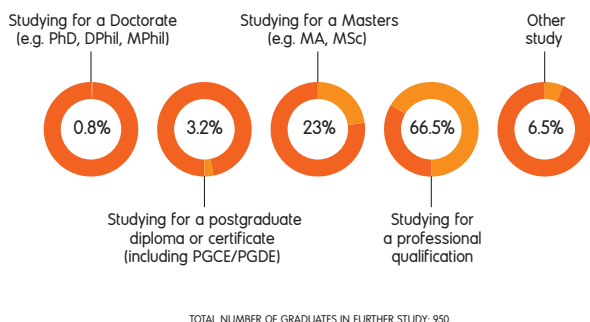 Studying for a Doctorate
(e.g. PhD, DPhil, MPhil)
Studying for a Masters
(e.g. MA, MSc)
Other
study
0.8%
3.2%
23%
66.5%
6.5%
Studying for a postgraduate
diploma or certificate
(including PGCE/PGDE)
Studying for
a professional
qualification
TOTAL NUMBER OF GRADUATES IN FURTHER STUDY: 950